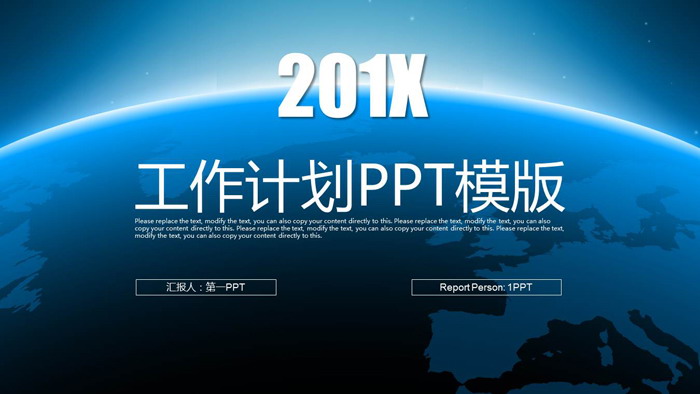 201X
工作计划PPT模版
Please replace the text, modify the text, you can also copy your content directly to this. Please replace the text, modify the text, you can also
copy your content directly to this. Please replace the text, modify the text, you can also copy your content directly to this. Please replace the text,
modify the text, you can also copy your content directly to this.
汇报人：第一PPT
Report Person: 1PPT